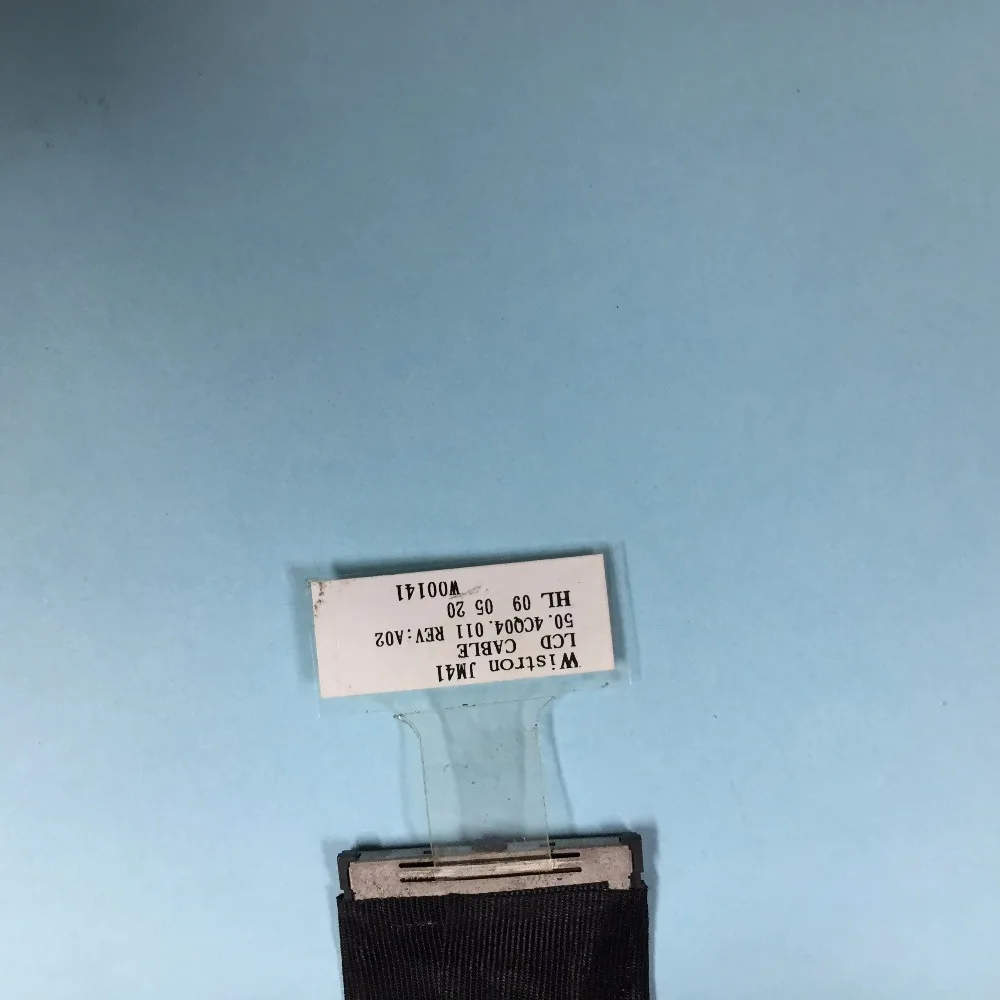 Wistron JM41
LCD CABLE
50.4CQ04.011 REV:A02
HL 09 05 20
W00141